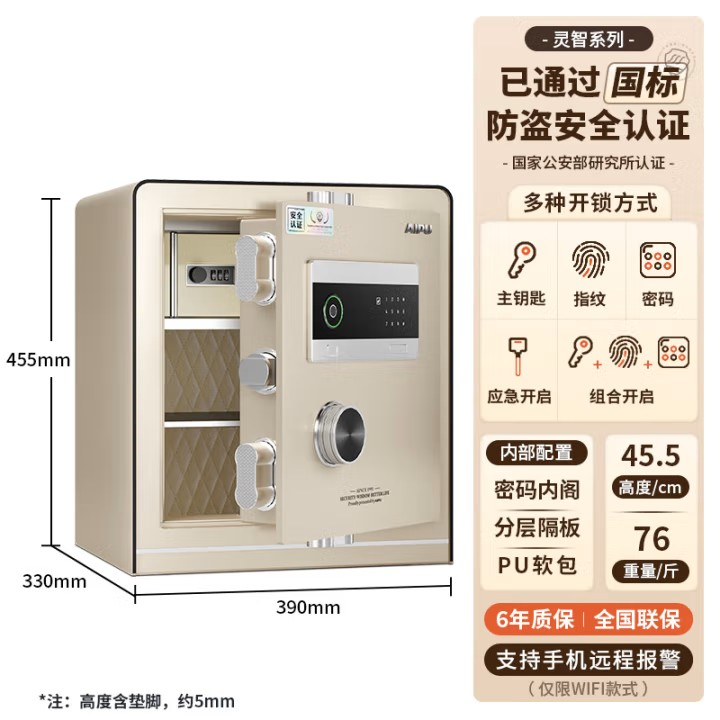 - 灵智系列 -
已通过 国标
防盗安全认证
- 国家公安部研究所认证 -
多种开锁方式
主钥匙
指纹
密码
应急开启
组合开启
内部配置
密码内阁
分层隔板
PU软包
45.5
高度/cm
76
重量/斤
6年质保 | 全国联保
支持手机远程报警
(仅限WIFI款式)
安全
认证
AIPU
455mm
330mm
390mm
*注：高度含垫脚，约5mm